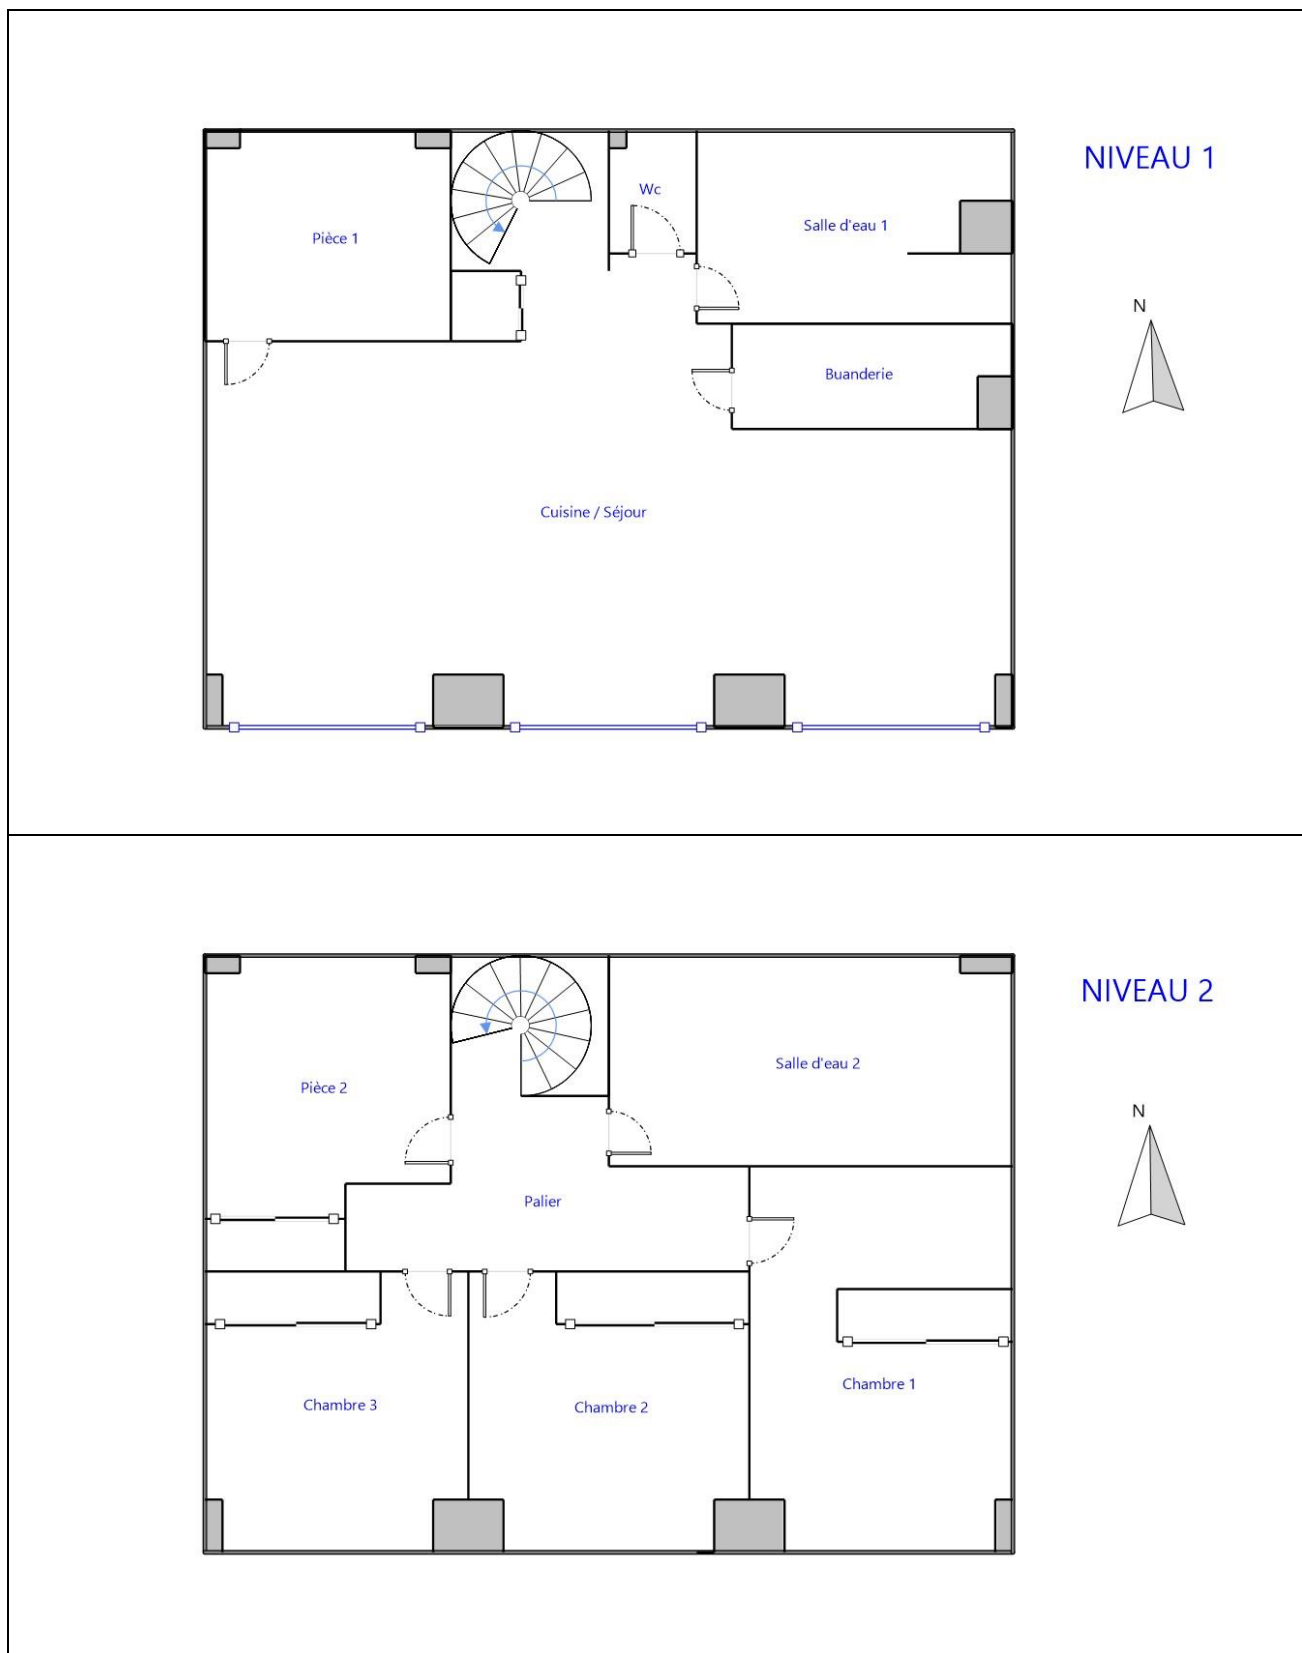 NIVEAU 1
Wc
Pièce 1
Salle d'eau 1
N
Buanderie
Cuisine / Séjour
NIVEAU 2
Salle d'eau 2
Pièce 2
N
Palier
Chambre 1
Chambre 3
Chambre 2